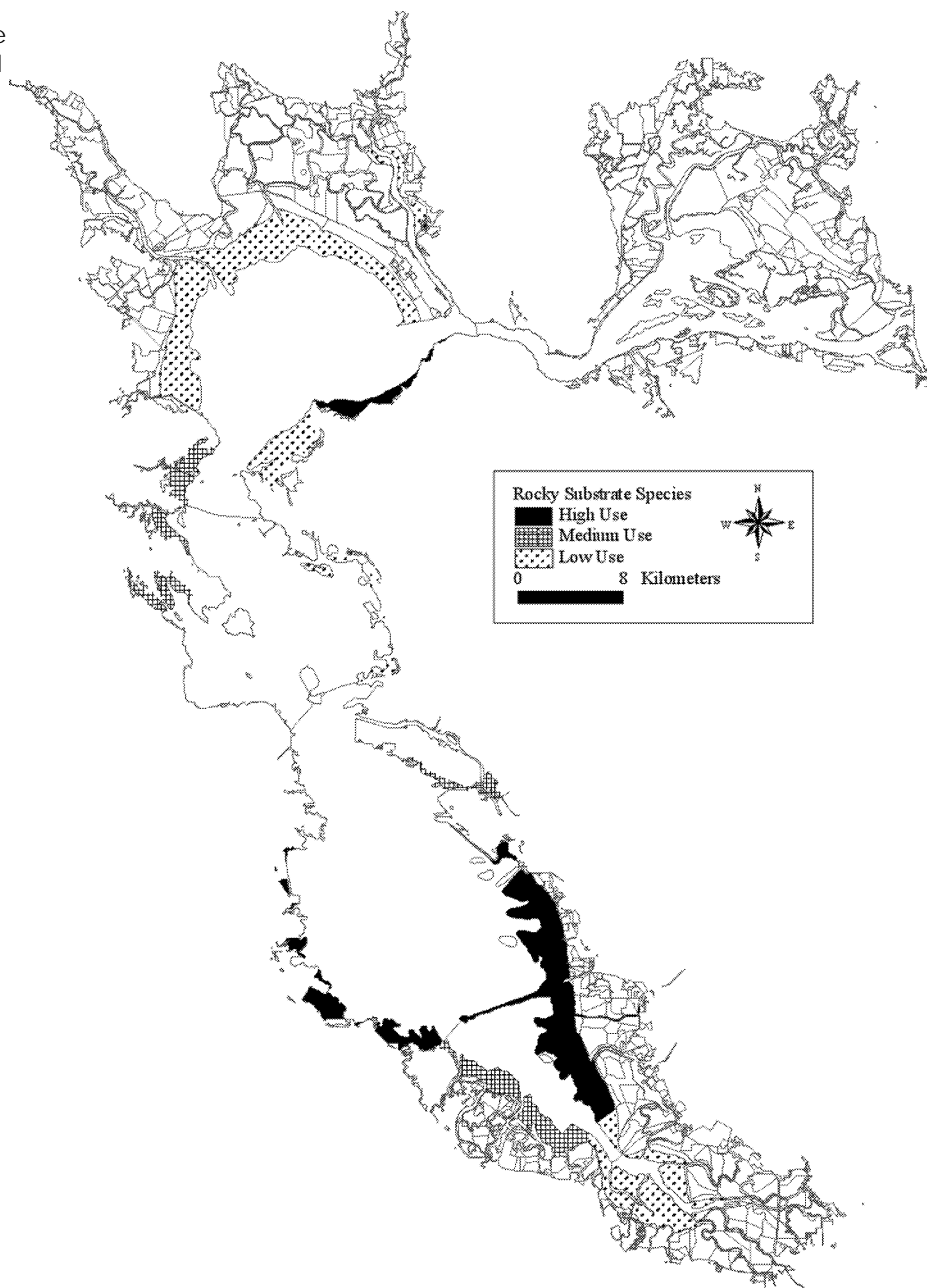 e
Rocky Substrate Species
High Use
Medium Use
Low Use
0 8 Kilometers
N
W E
S